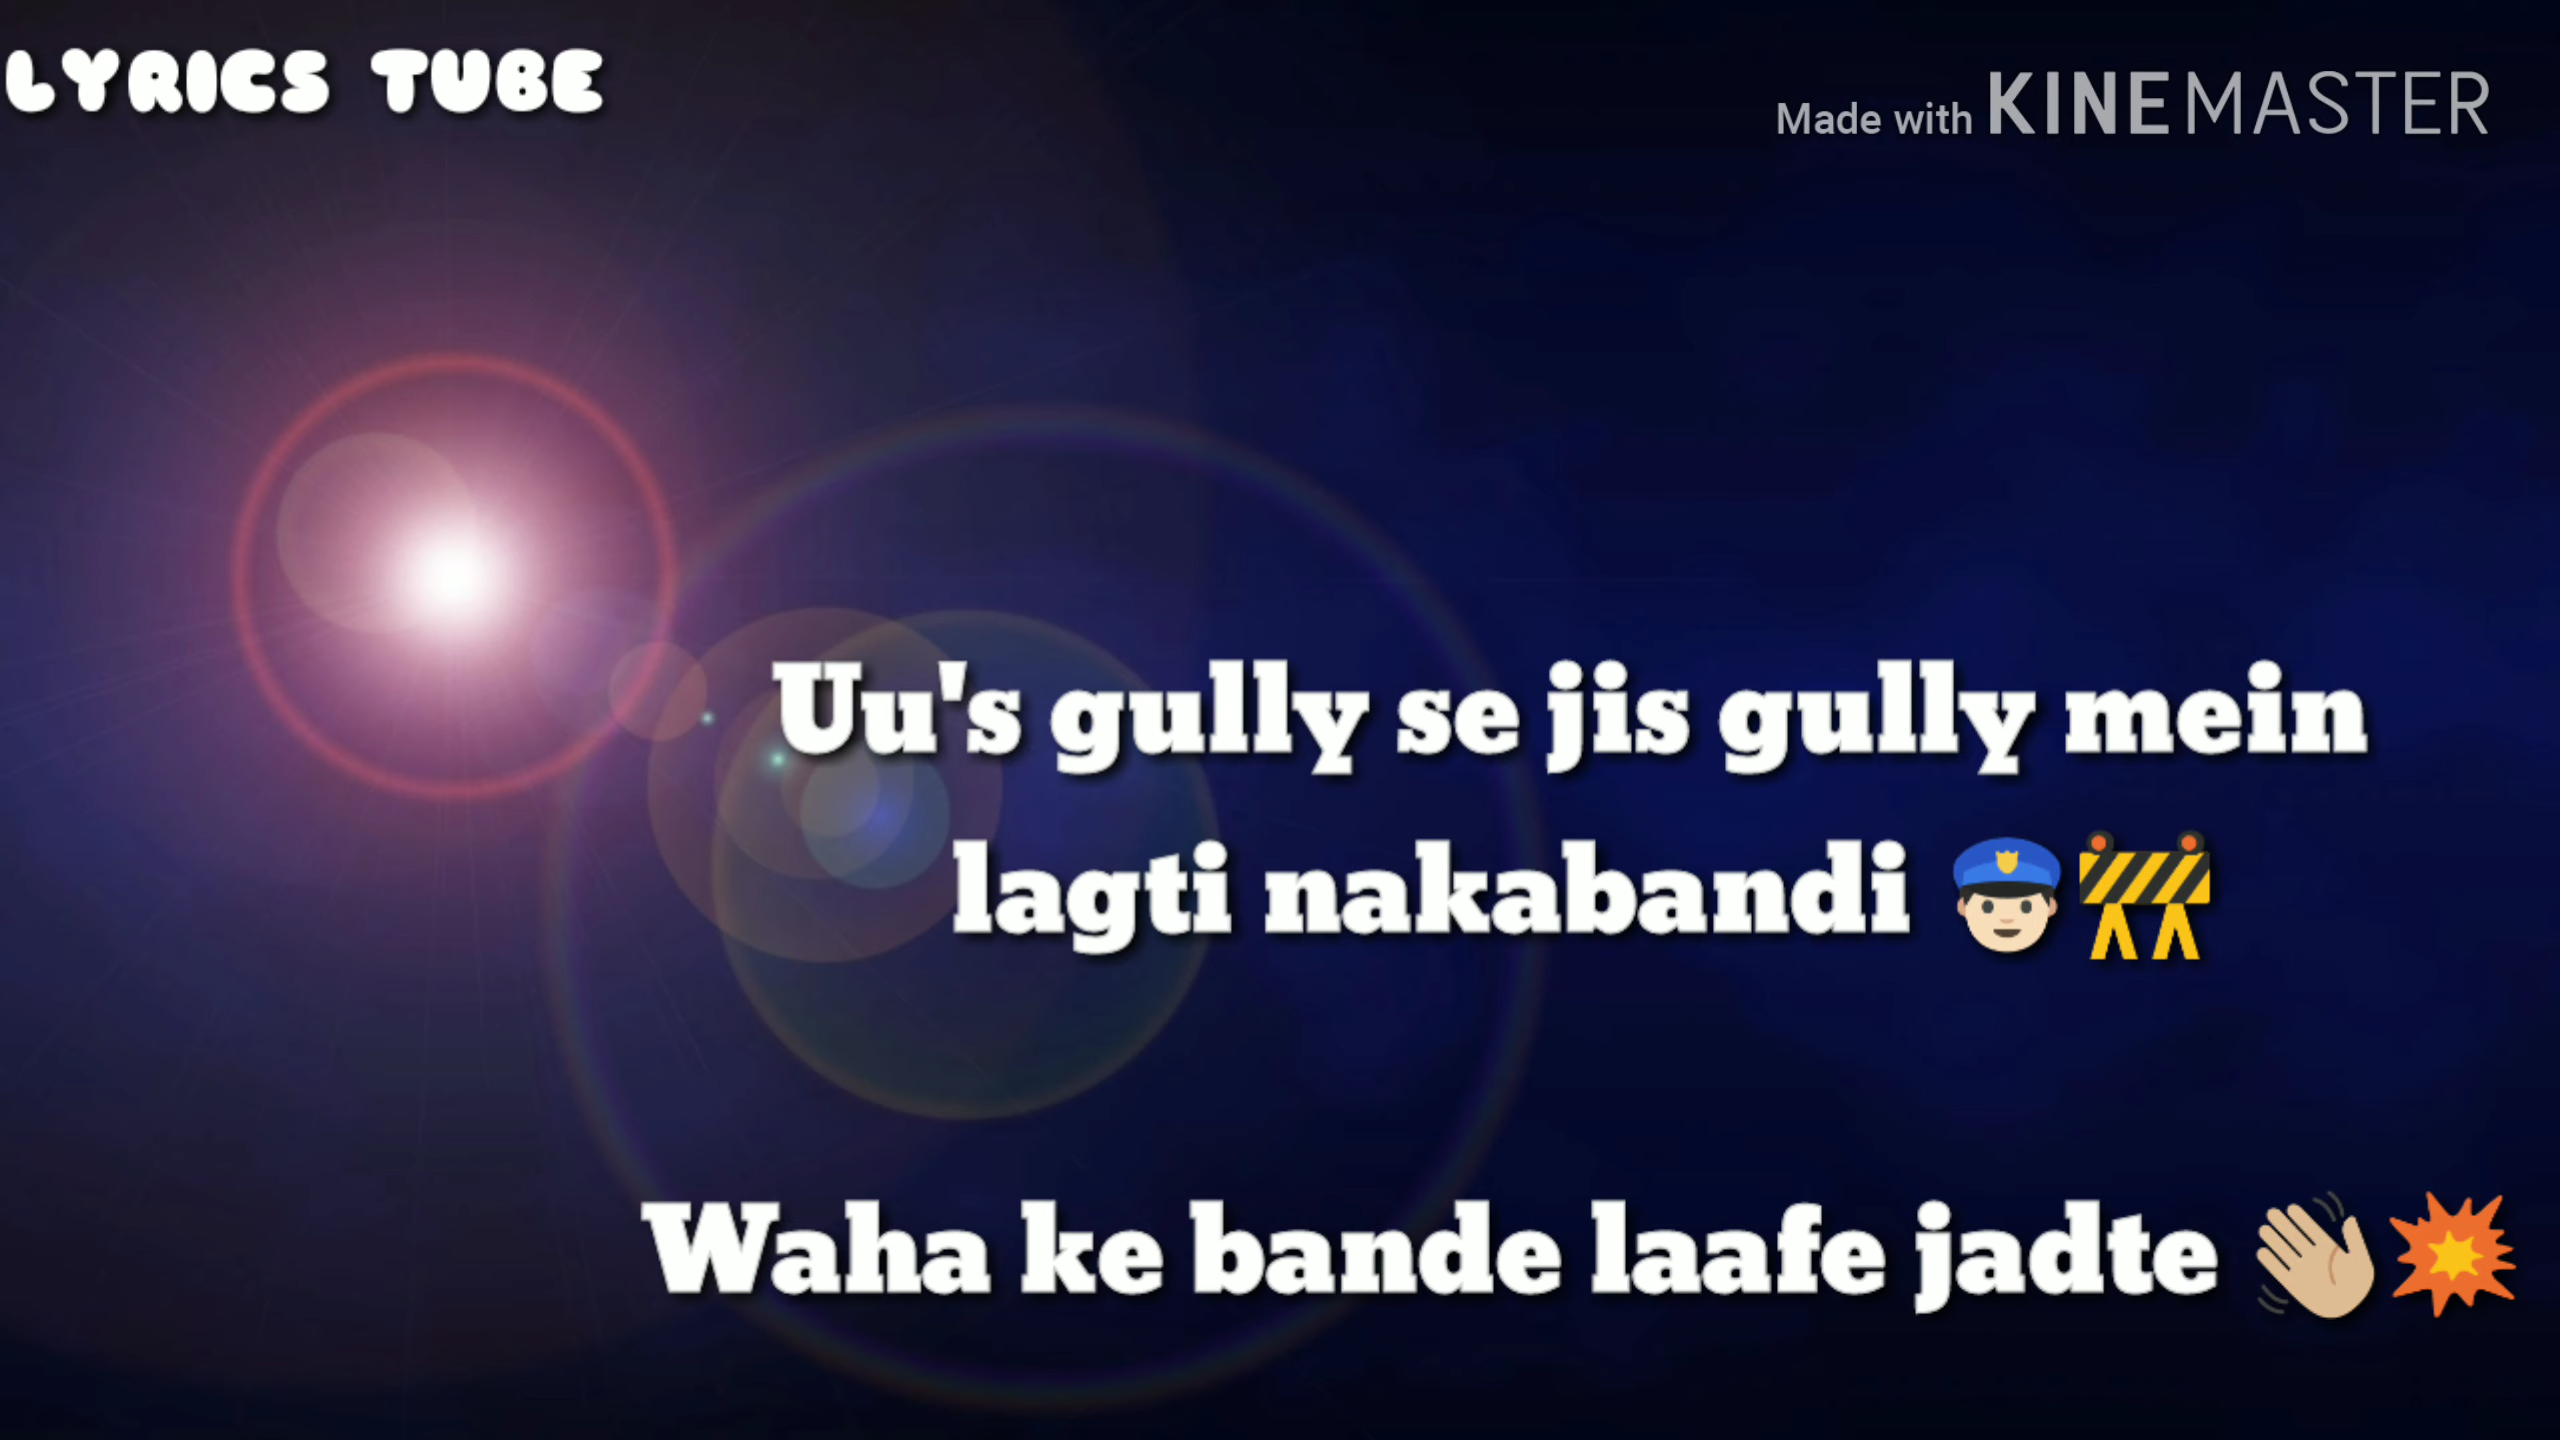 LYRICS TUBE
Made with KINEMASTER
Uu's gully se jis gully mein
lagti nakabandi 👮🏻🚧
Waha ke bande laafe jadte 👋🏼💥